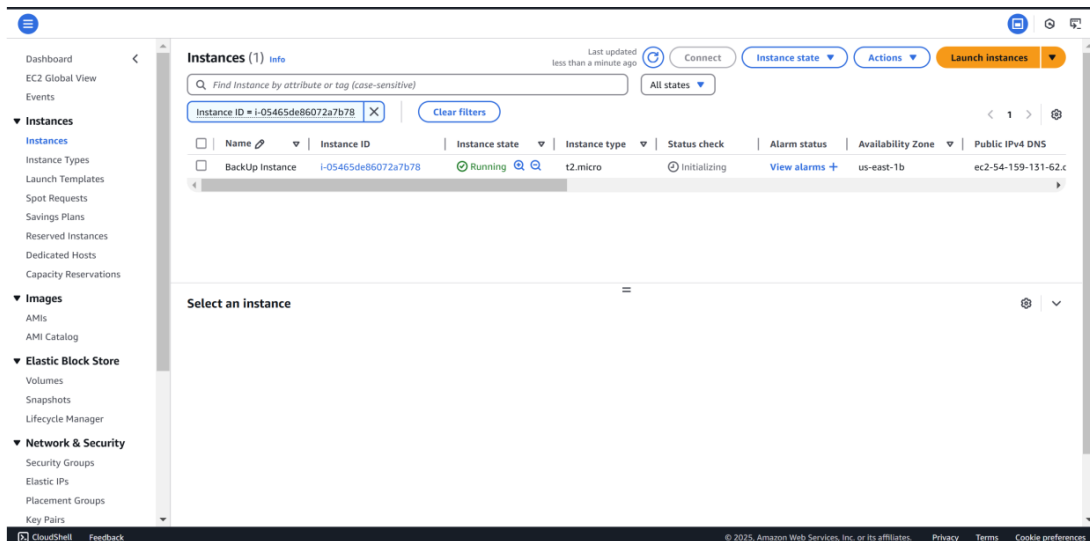 Dashboard
EC2 Global View
Events
Instances
Instances
Instance Types
Launch Templates
Spot Requests
Savings Plans
Reserved Instances
Dedicated Hosts
Capacity Reservations
Images
AMIs
AMI Catalog
Elastic Block Store
Volumes
Snapshots
Lifecycle Manager
Network & Security
Security Groups
Elastic IPs
Placement Groups
Key Pairs
Instances (1) Info
Last updated
less than a minute ago
Connect
Instance state
Actions
Launch instances
Find Instance by attribute or tag (case-sensitive)
All states
Instance ID = i-05465de86072a7b78
Clear filters
1
Name Instance ID Instance state Instance type Status check Alarm status Availability Zone Public IPv4 DNS
BackUp Instance i-05465de86072a7b78 Running t2.micro Initializing View alarms + us-east-1b ec2-54-159-131-62.c
Select an instance
CloudShell Feedback © 2025, Amazon Web Services, Inc. or its affiliates. Privacy Terms Cookie preferences